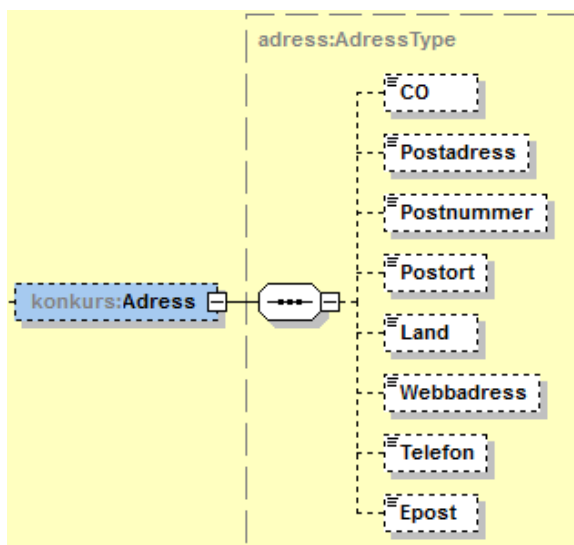 adress:AdressType
CO
Postadress
Postnummer
Postort
konkurs:Adress
Land
Webbadress
Telefon
Epost